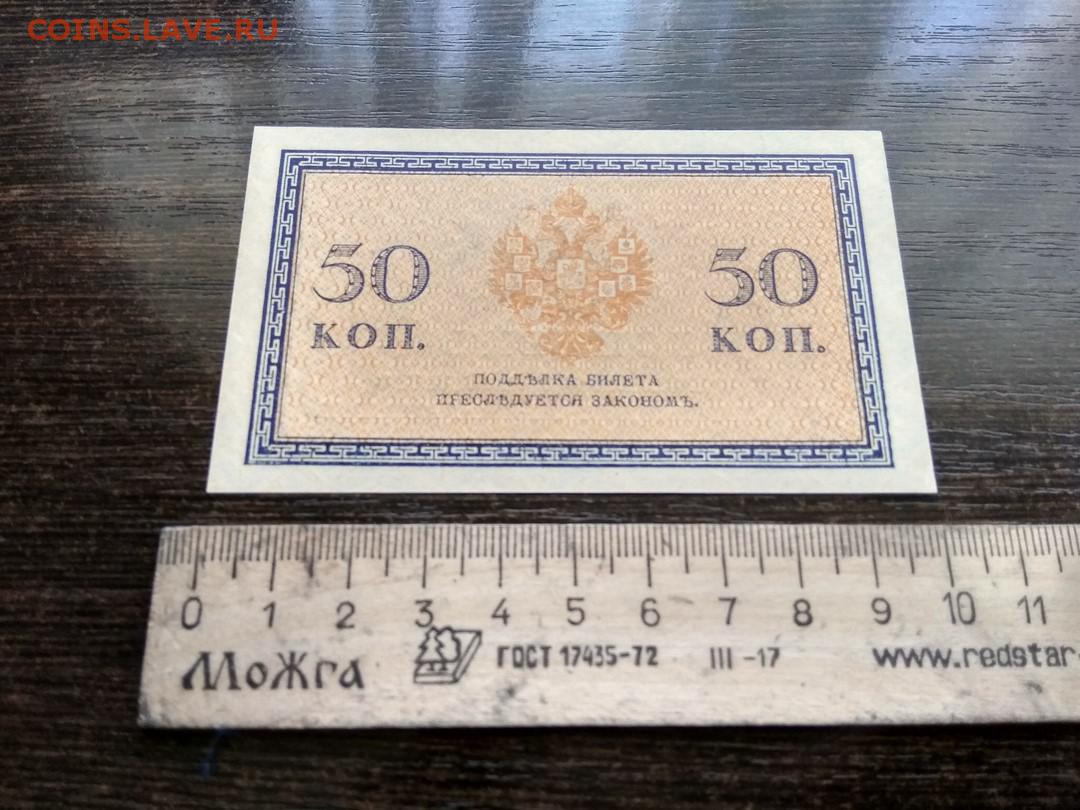 COINS.LAVE.RU
50 50
КОП. КОП.
ПОДДѢЛКА БИЛЕТА
ПРЕСЛѢДУЕТСЯ ЗАКОНОМЪ.
0 1 2 3 4 5 6 7 8 9 10 11
МоЖга ГОСТ 17435-72 III -17 www.redstar-